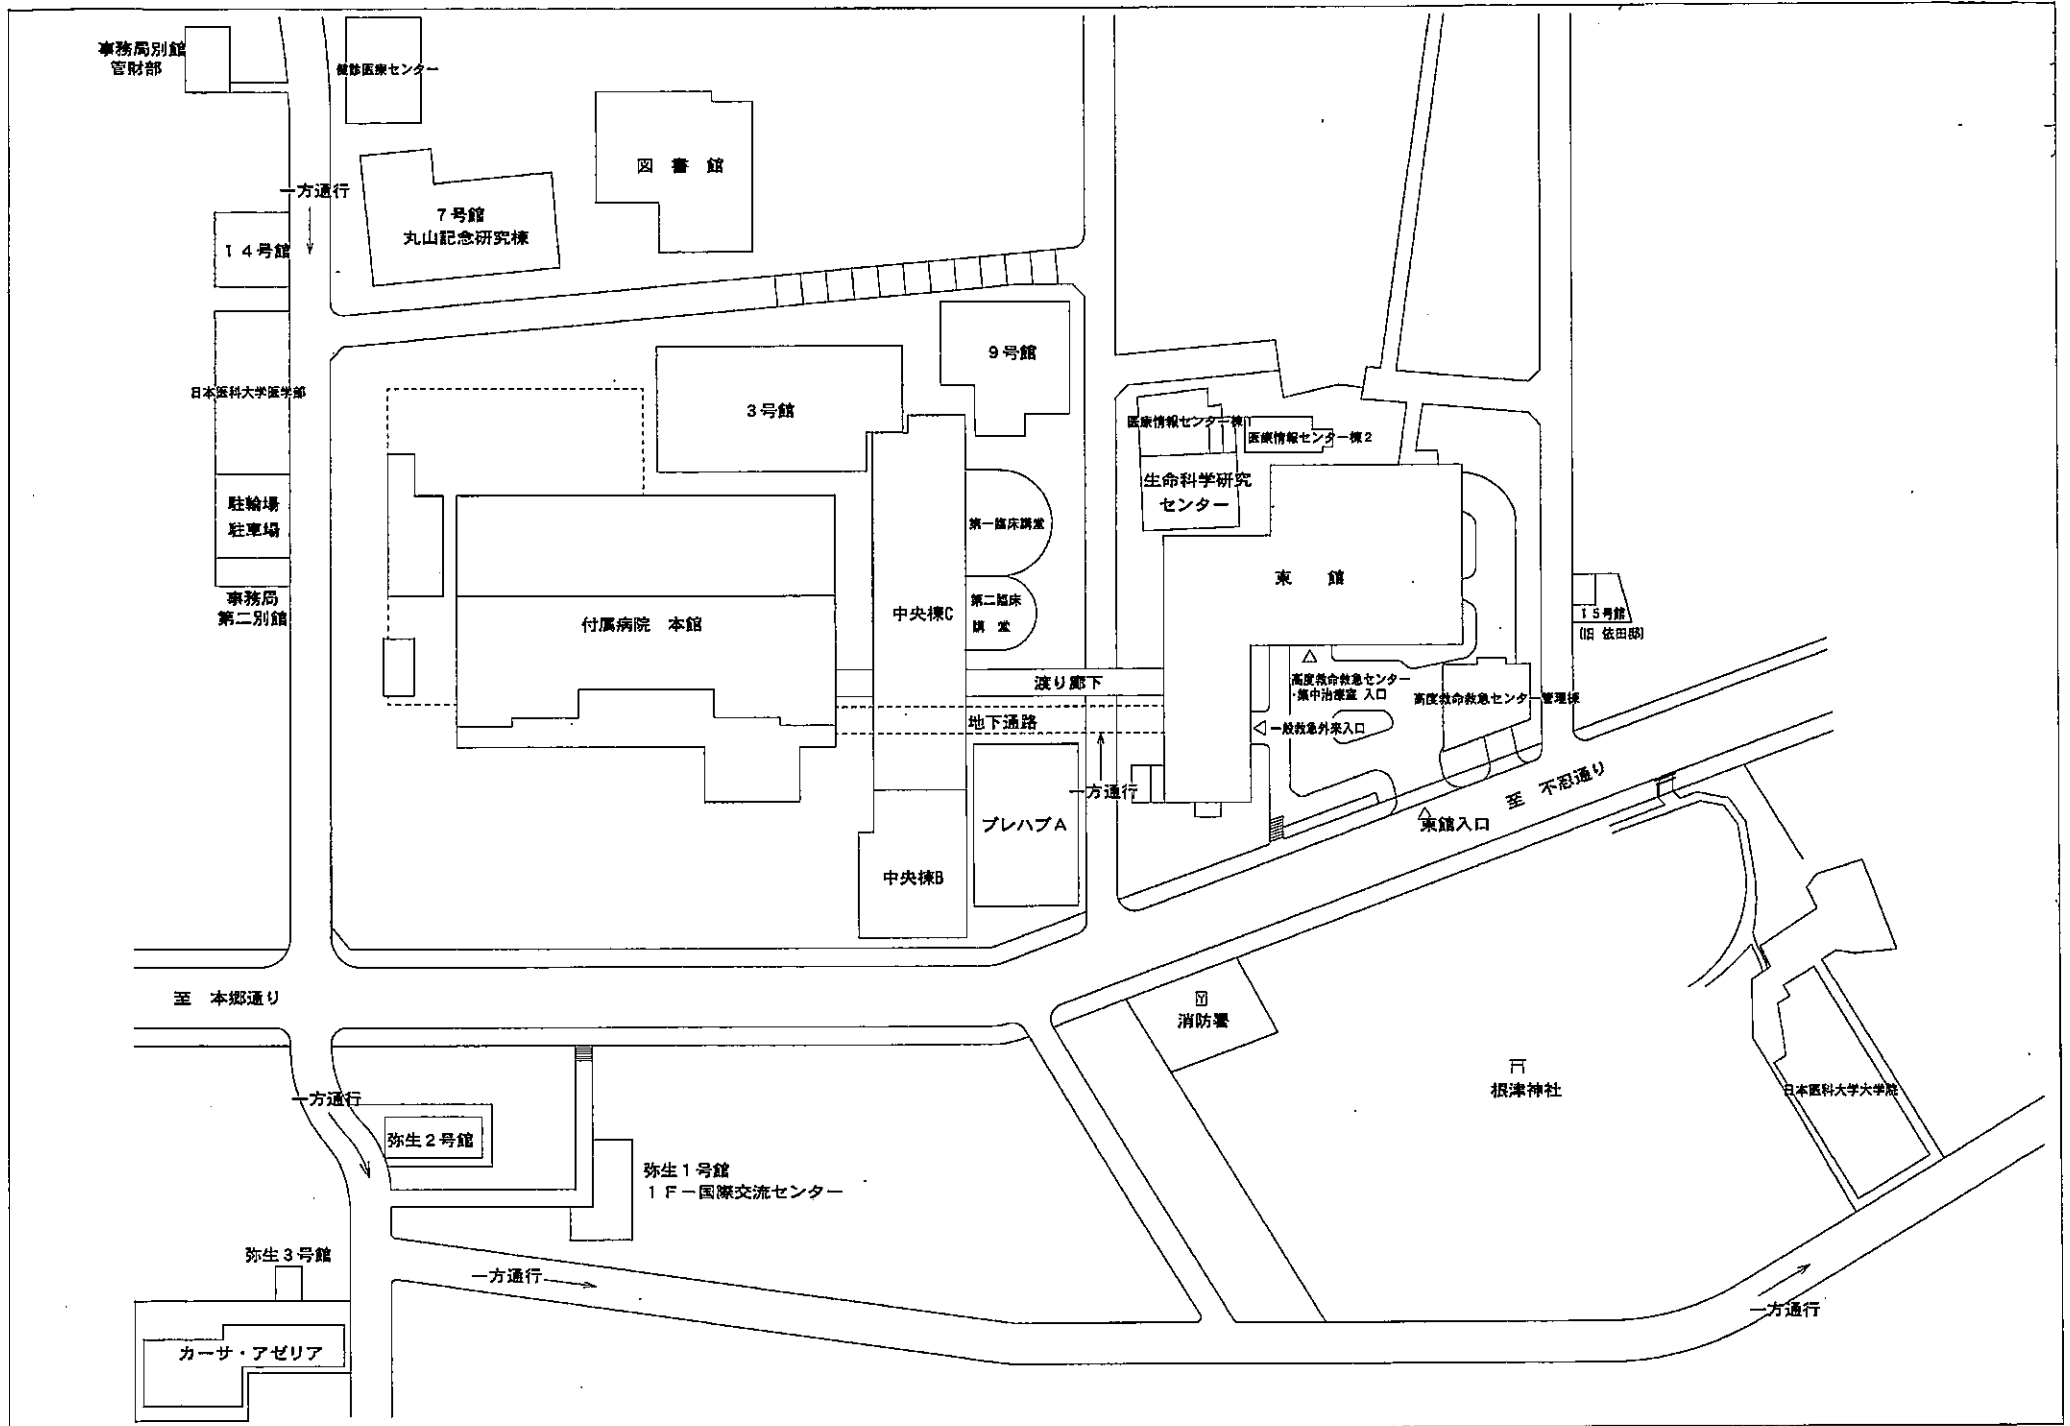 事務局別館
管財部
健診医療センター
図 書 館
一方通行
7号館
丸山記念研究棟
14号館
9号館
日本医科大学医学部
3号館
医療情報センター棟1
医療情報センター棟2
生命科学研究
センター
駐輪場
駐車場
第一臨床講堂
東 館
事務局
第二別館
付属病院 本館
中央棟C
第二臨床
講 堂
15号館
(旧 依田邸)
渡り廊下
高度救命救急センター
・集中治療室 入口
高度救命救急センター管理棟
地下通路
一般救急外来入口
一方通行
至 不忍通り
プレハブA
東館入口
中央棟B
至 本郷通り
消防署
根津神社
日本医科大学大学院
一方通行
弥生2号館
弥生1号館
1F-国際交流センター
弥生3号館
一方通行
一方通行
カーサ・アゼリア